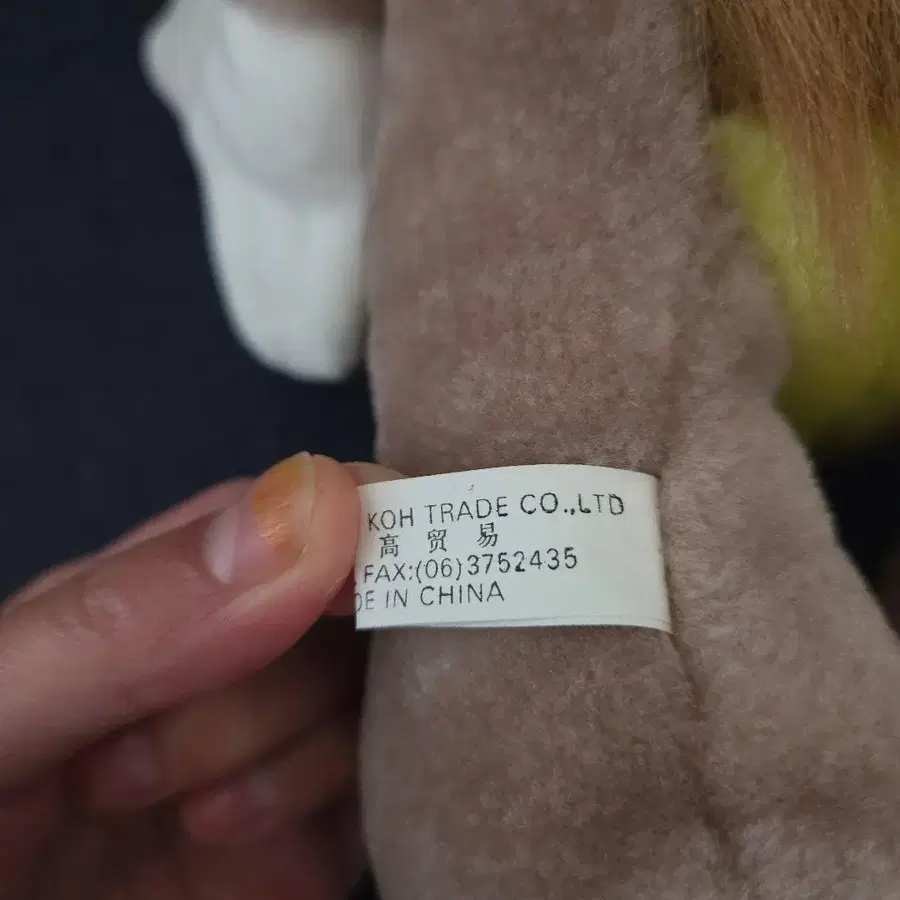 KOH TRADE CO.,LTD
高 贸 易
FAX:(06)3752435
DE IN CHINA